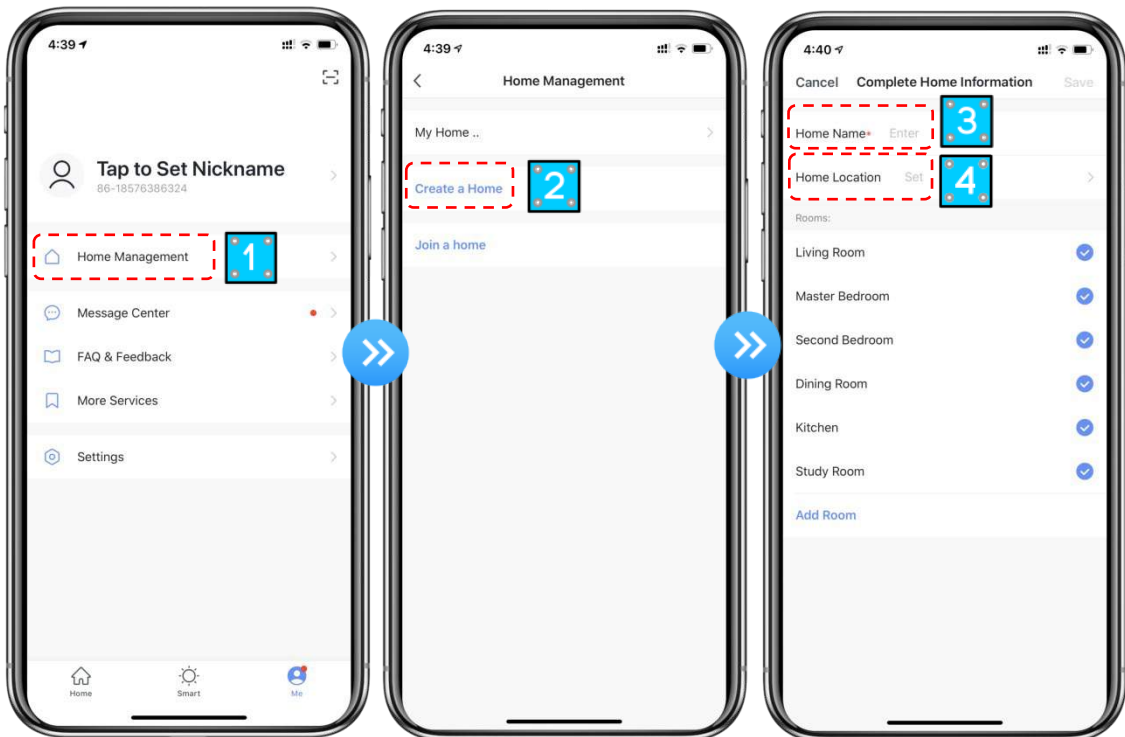 4:39
Tap to Set Nickname
86-18576386324
Home Management
1
Message Center
FAQ & Feedback
More Services
Settings
Home
Smart
Me
4:39
Home Management
My Home ..
Create a Home
2
Join a home
4:40
Cancel Complete Home Information Save
Home Name* Enter
3
Home Location Set
4
Rooms:
Living Room
Master Bedroom
Second Bedroom
Dining Room
Kitchen
Study Room
Add Room